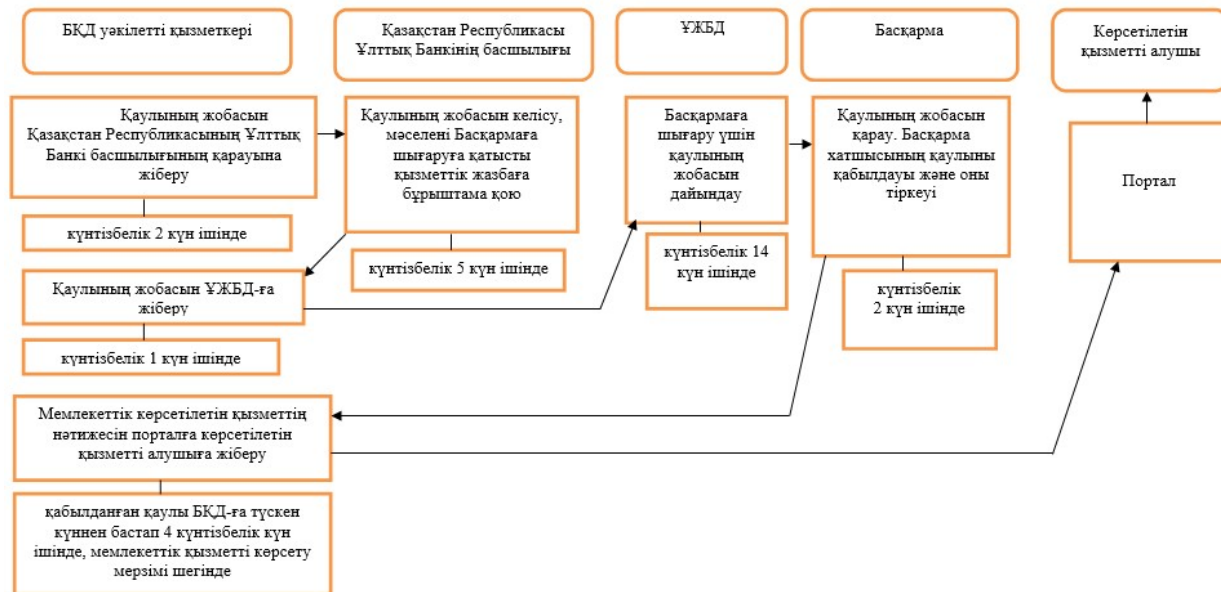 БҚД уәкілетті қызметкері
Қазақстан Республикасы
Ұлттық Банкінің басшылығы
ҰЖБД
Басқарма
Көрсетілетін
қызметті алушы
Қаулының жобасын
Қазақстан Республикасының Ұлттық
Банкі басшылығының қарауына
жіберу
Қаулының жобасын келісу,
мәселені Басқармаға
шығаруға қатысты
қызметтік жазбаға
бұрыштама қою
Басқармаға
шығару үшін
қаулының
жобасын
дайындау
Қаулының жобасын
қарау. Басқарма
хатшысының қаулыны
қабылдауы және оны
тіркеуі
Портал
күнтізбелік 2 күн ішінде
күнтізбелік 5 күн ішінде
күнтізбелік 14
күн ішінде
күнтізбелік
2 күн ішінде
Қаулының жобасын ҰЖБД-ға
жіберу
күнтізбелік 1 күн ішінде
Мемлекеттік көрсетілетін қызметтің
нәтижесін порталға көрсетілетін
қызметті алушыға жіберу
қабылданған қаулы БҚД-ға түскен
күннен бастап 4 күнтізбелік күн
ішінде, мемлекеттік қызметті көрсету
мерзімі шегінде